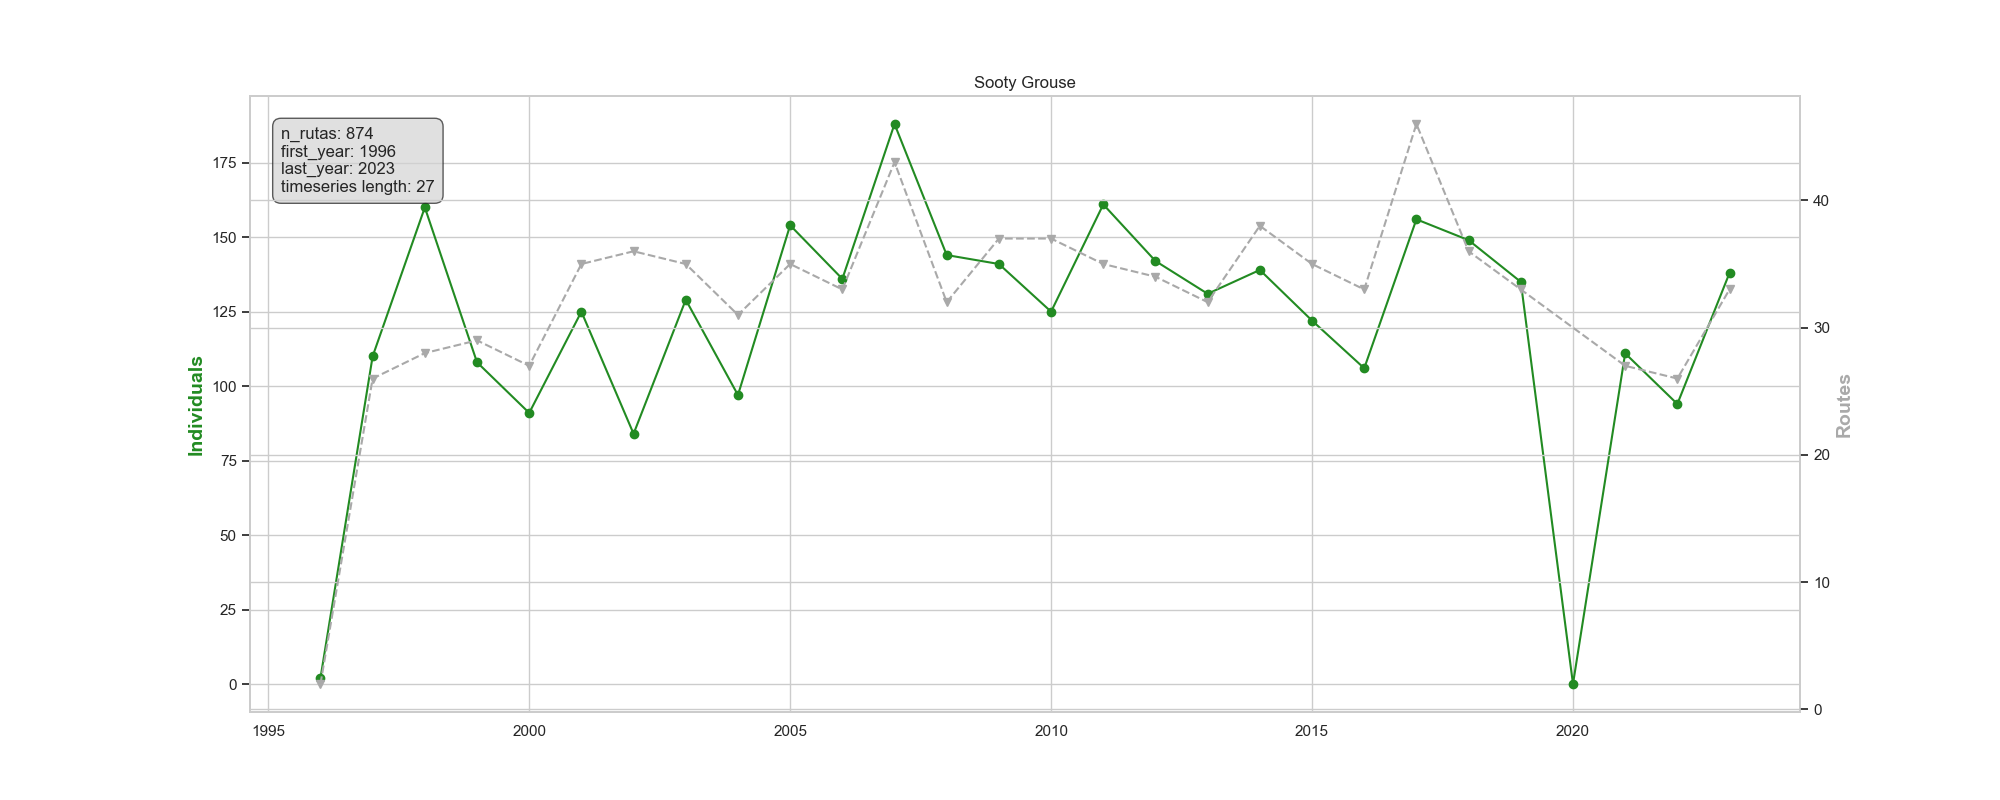 Sooty Grouse
n_rutas: 874
first_year: 1996
last_year: 2023
timeseries length: 27
175
150
125
100
75
50
25
0
Individuals
40
30
20
10
0
Routes
1995
2000
2005
2010
2015
2020